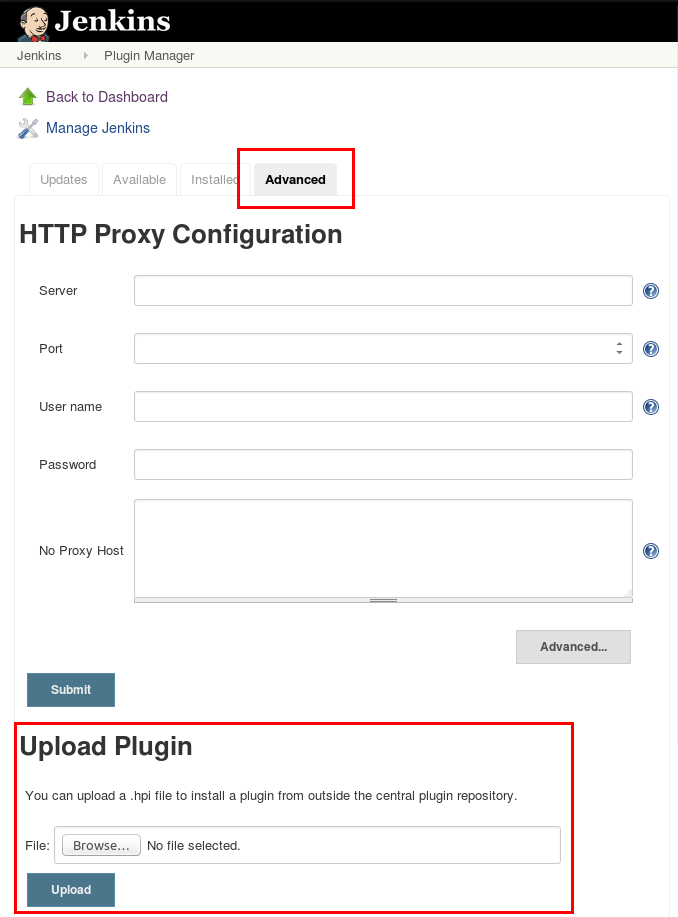 Jenkins
Jenkins Plugin Manager
Back to Dashboard
Manage Jenkins
Updates Available Installed Advanced
HTTP Proxy Configuration
Server
Port
User name
Password
No Proxy Host
Advanced...
Submit
Upload Plugin
You can upload a .hpi file to install a plugin from outside the central plugin repository.
File: Browse... No file selected.
Upload